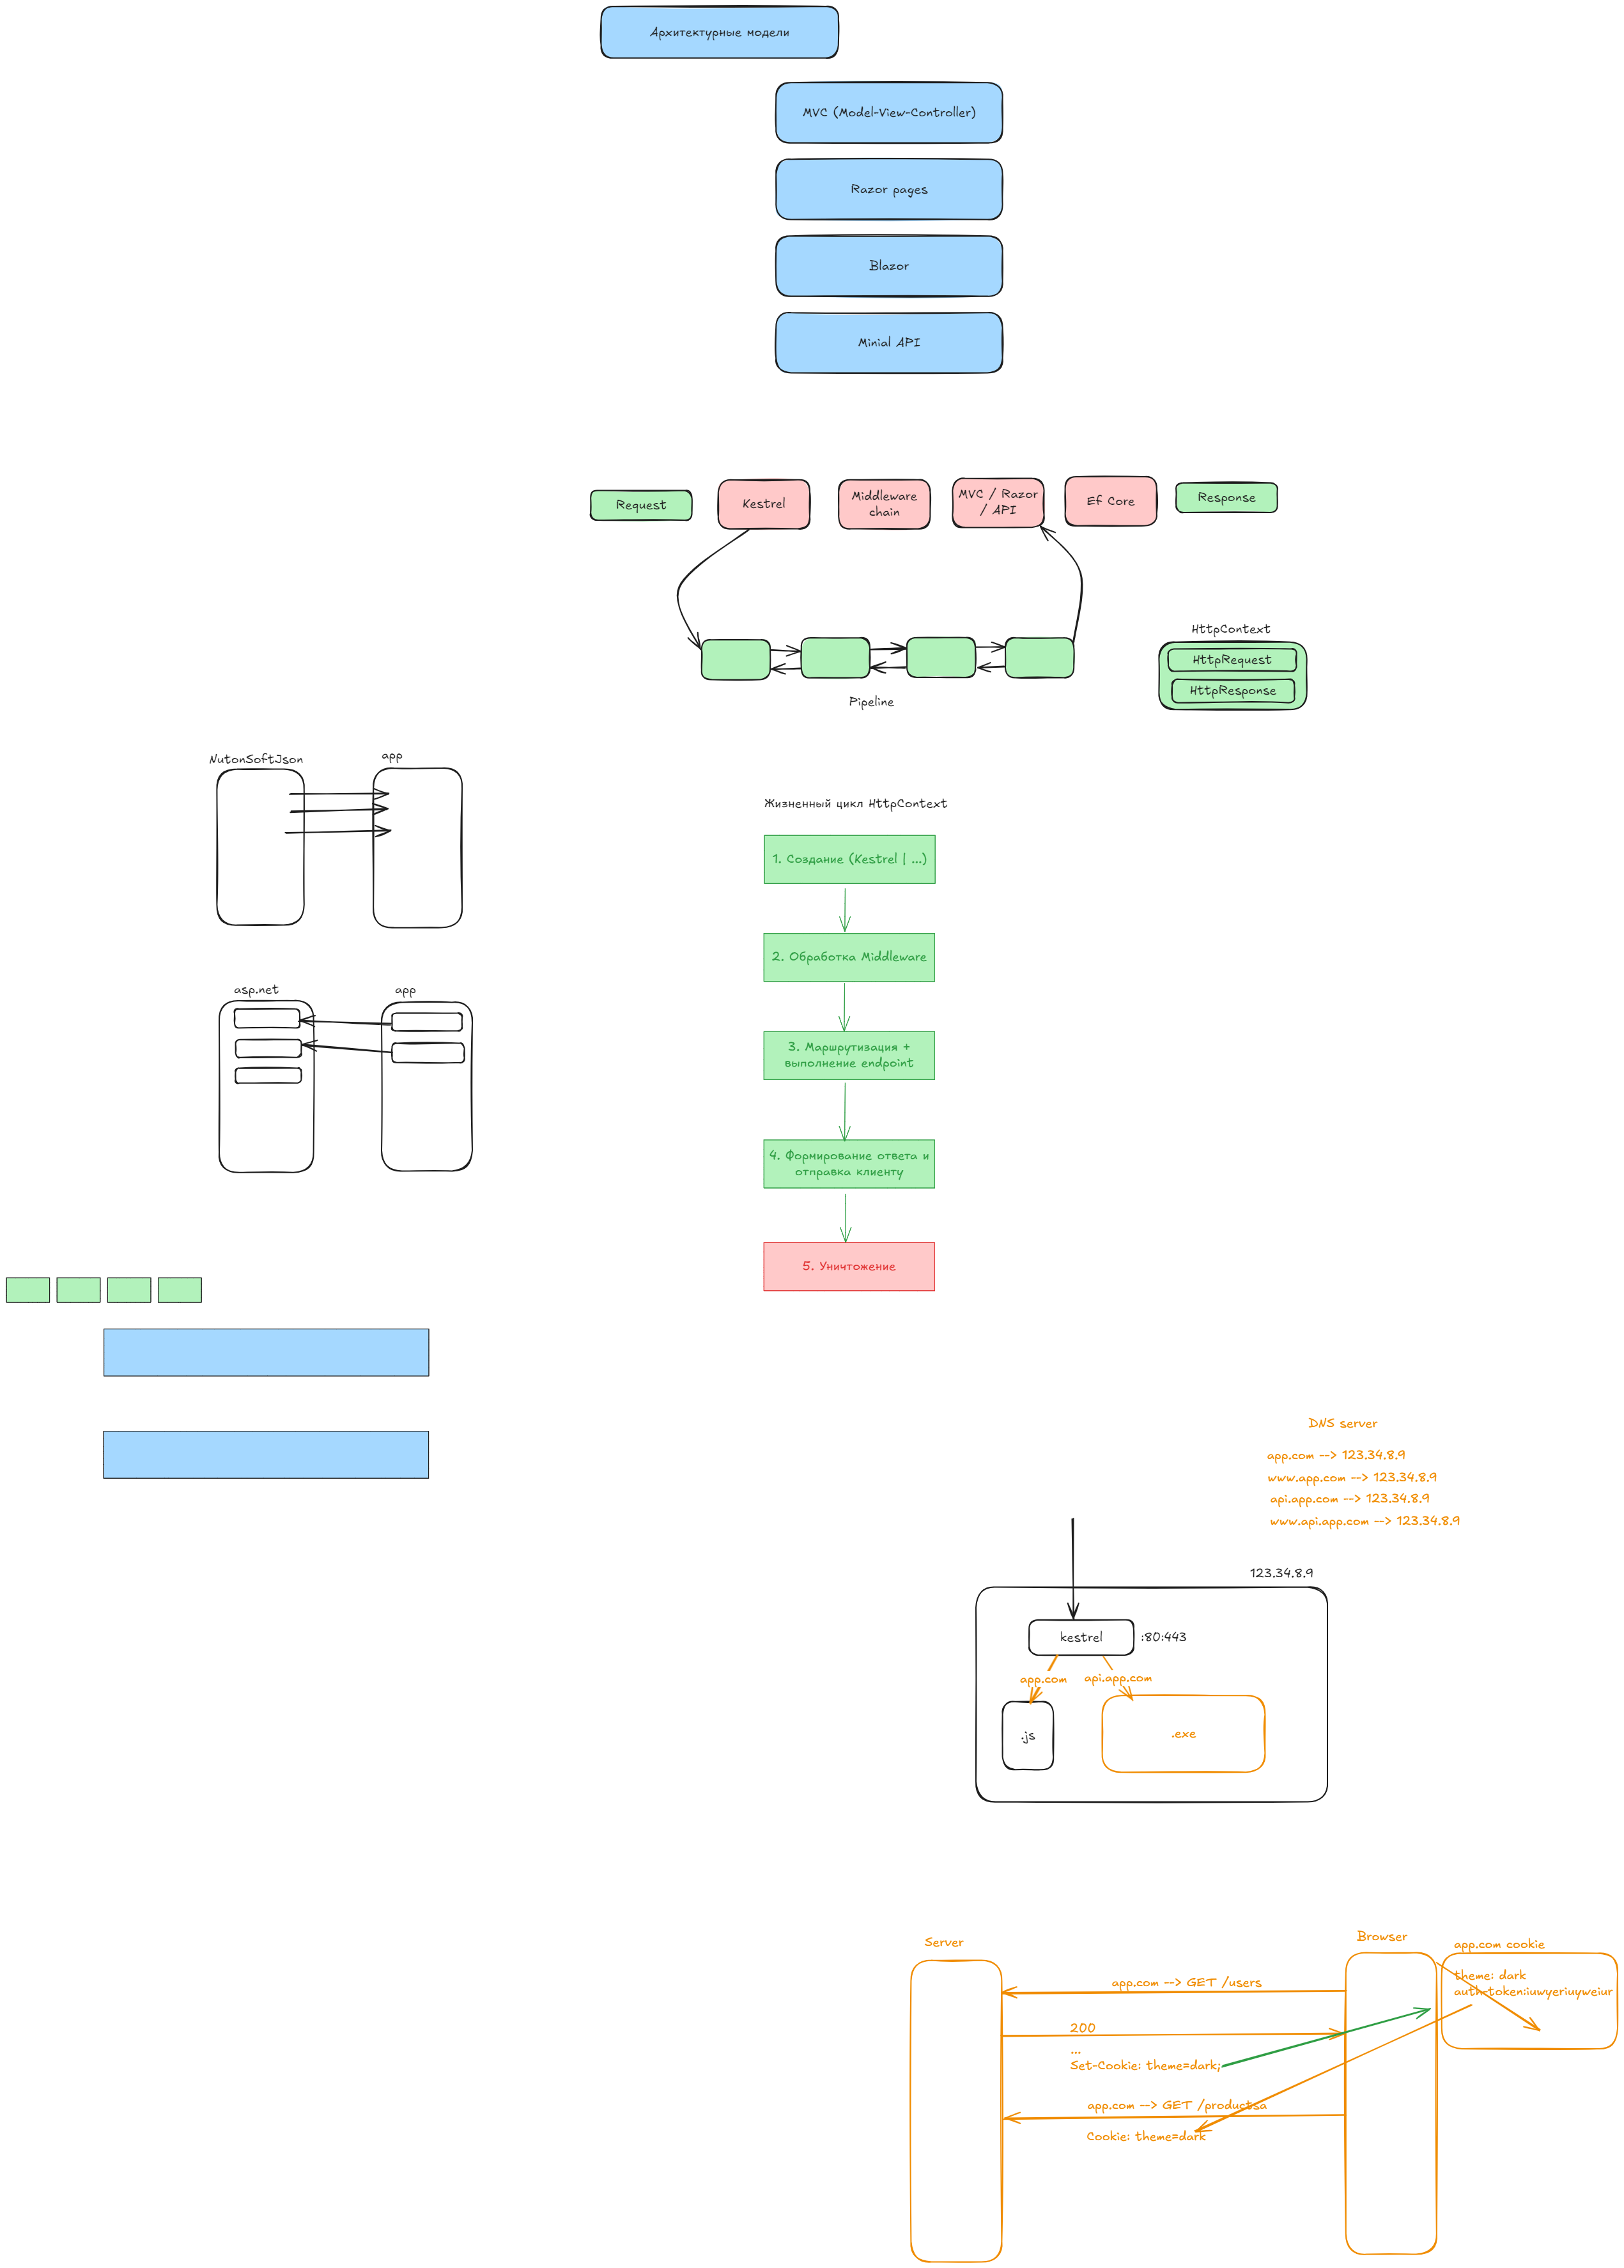 Архитектурные модели
MVC (Model-View-Controller)
Razor pages
Blazor
Minial API
Request
Kestrel
Middleware
chain
MVC / Razor
/ API
Ef Core
Response
HttpContext
HttpRequest
HttpResponse
Pipeline
NutonSoftJson
app
Жизненный цикл HttpContext
1. Создание (Kestrel | ...)
2. Обработка Middleware
3. Маршрутизация +
выполнение endpoint
4. Формирование ответа и
отправка клиенту
5. Уничтожение
asp.net
app
DNS server
app.com --> 123.34.8.9
www.app.com --> 123.34.8.9
api.app.com --> 123.34.8.9
www.api.app.com --> 123.34.8.9
123.34.8.9
kestrel
:80:443
app.com
api.app.com
.js
.exe
Server
Browser
app.com cookie
theme: dark
auth-token:iuwyeriuyweiur
app.com --> GET /users
200
...
Set-Cookie: theme=dark;
app.com --> GET /productsa
Cookie: theme=dark